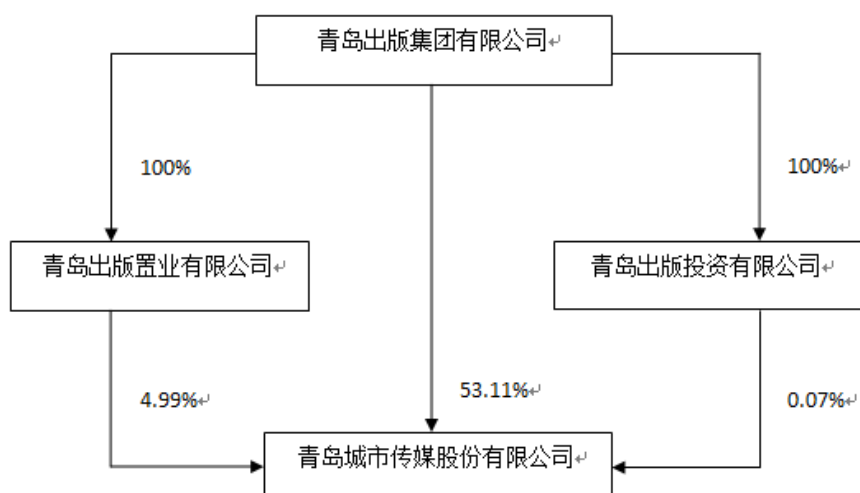 青岛出版集团有限公司↵
100%
100%↵
青岛出版置业有限公司↵
青岛出版投资有限公司↵
4.99%↵
53.11%↵
0.07%↵
青岛城市传媒股份有限公司↵